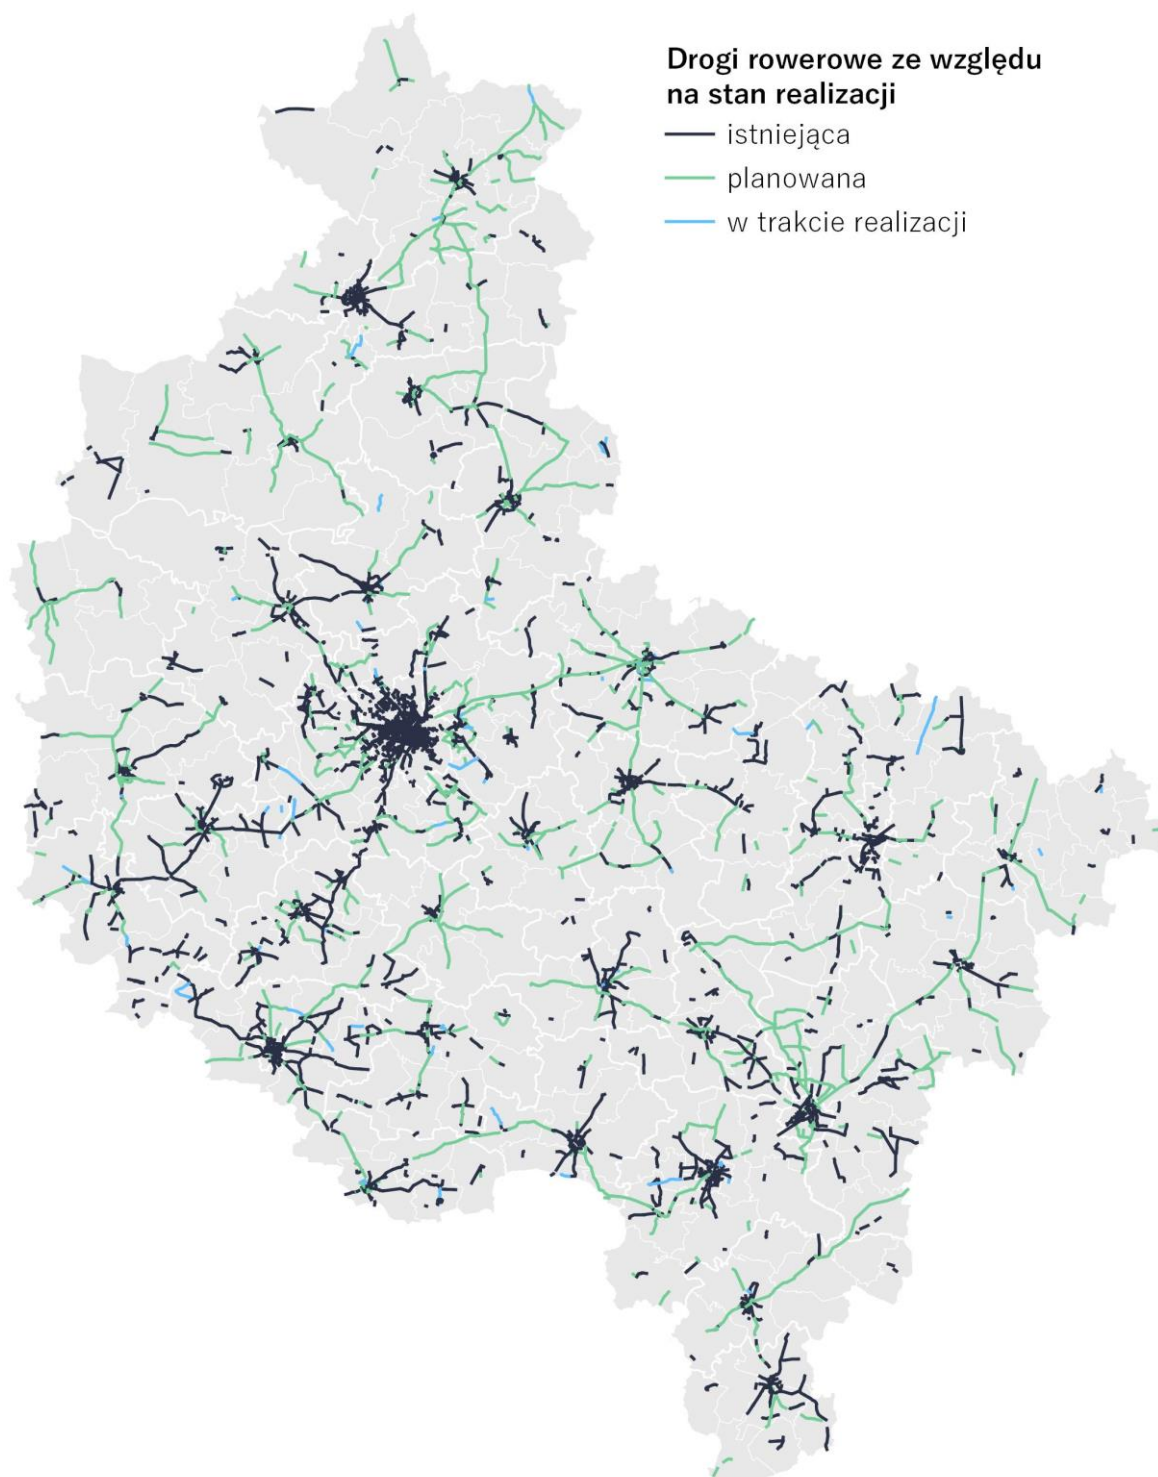 Drogi rowerowe ze względu
na stan realizacji
istniejąca
planowana
w trakcie realizacji